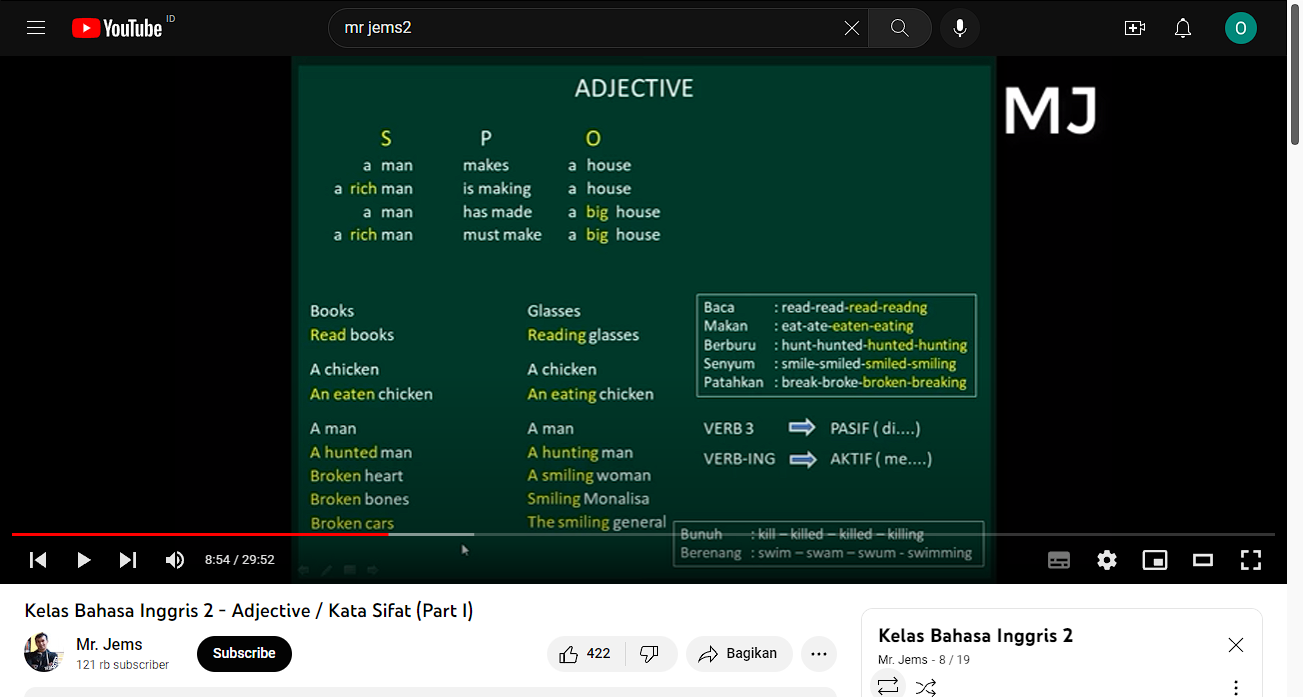 YouTube ID
mr jems2
O
MJ
ADJECTIVE
S P O
a man makes a house
a rich man is making a house
a man has made a big house
a rich man must make a big house
Books
Read books
A chicken
An eaten chicken
A man
A hunted man
Broken heart
Broken bones
Broken cars
Glasses
Reading glasses
A chicken
An eating chicken
A man
A hunting man
A smiling woman
Smiling Monalisa
The smiling general
Baca : read-read-read-readng
Makan : eat-ate-eaten-eating
Berburu : hunt-hunted-hunted-hunting
Senyum : smile-smiled-smiled-smiling
Patahkan : break-broke-broken-breaking
VERB 3 PASIF ( di....)
VERB-ING AKTIF ( me....)
Bunuh : kill – killed – killed – killing
Berenang : swim – swam – swum - swimming
8:54 / 29:52
Kelas Bahasa Inggris 2 - Adjective / Kata Sifat (Part I)
Mr. Jems
121 rb subscriber
Subscribe
422
Bagikan
Kelas Bahasa Inggris 2
Mr. Jems - 8 / 19